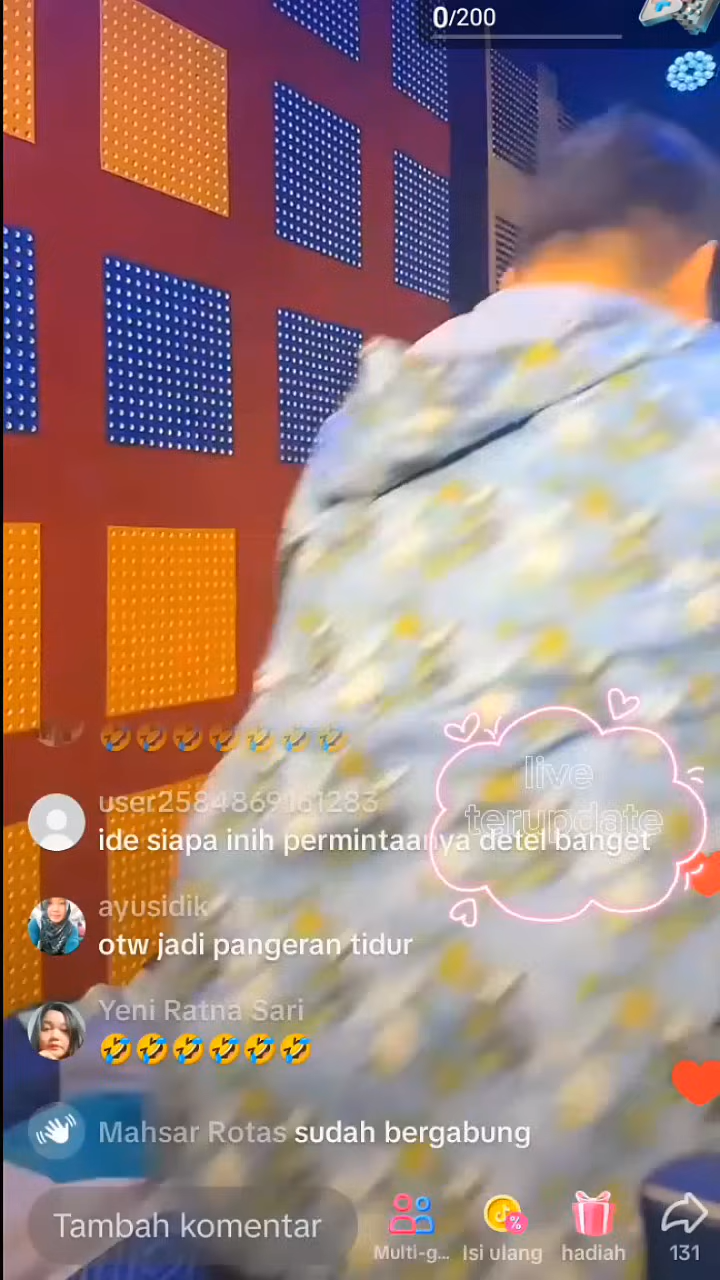 0/200
🤣🤣🤣🤣🤣🤣🤣
user2584869161283
ide siapa inih permintaanya detel banget
live
terupdate
ayusidik
otw jadi pangeran tidur
Yeni Ratna Sari
🤣🤣🤣🤣🤣🤣
Mahsar Rotas sudah bergabung
Tambah komentar
Multi-g...
Isi ulang
hadiah
131